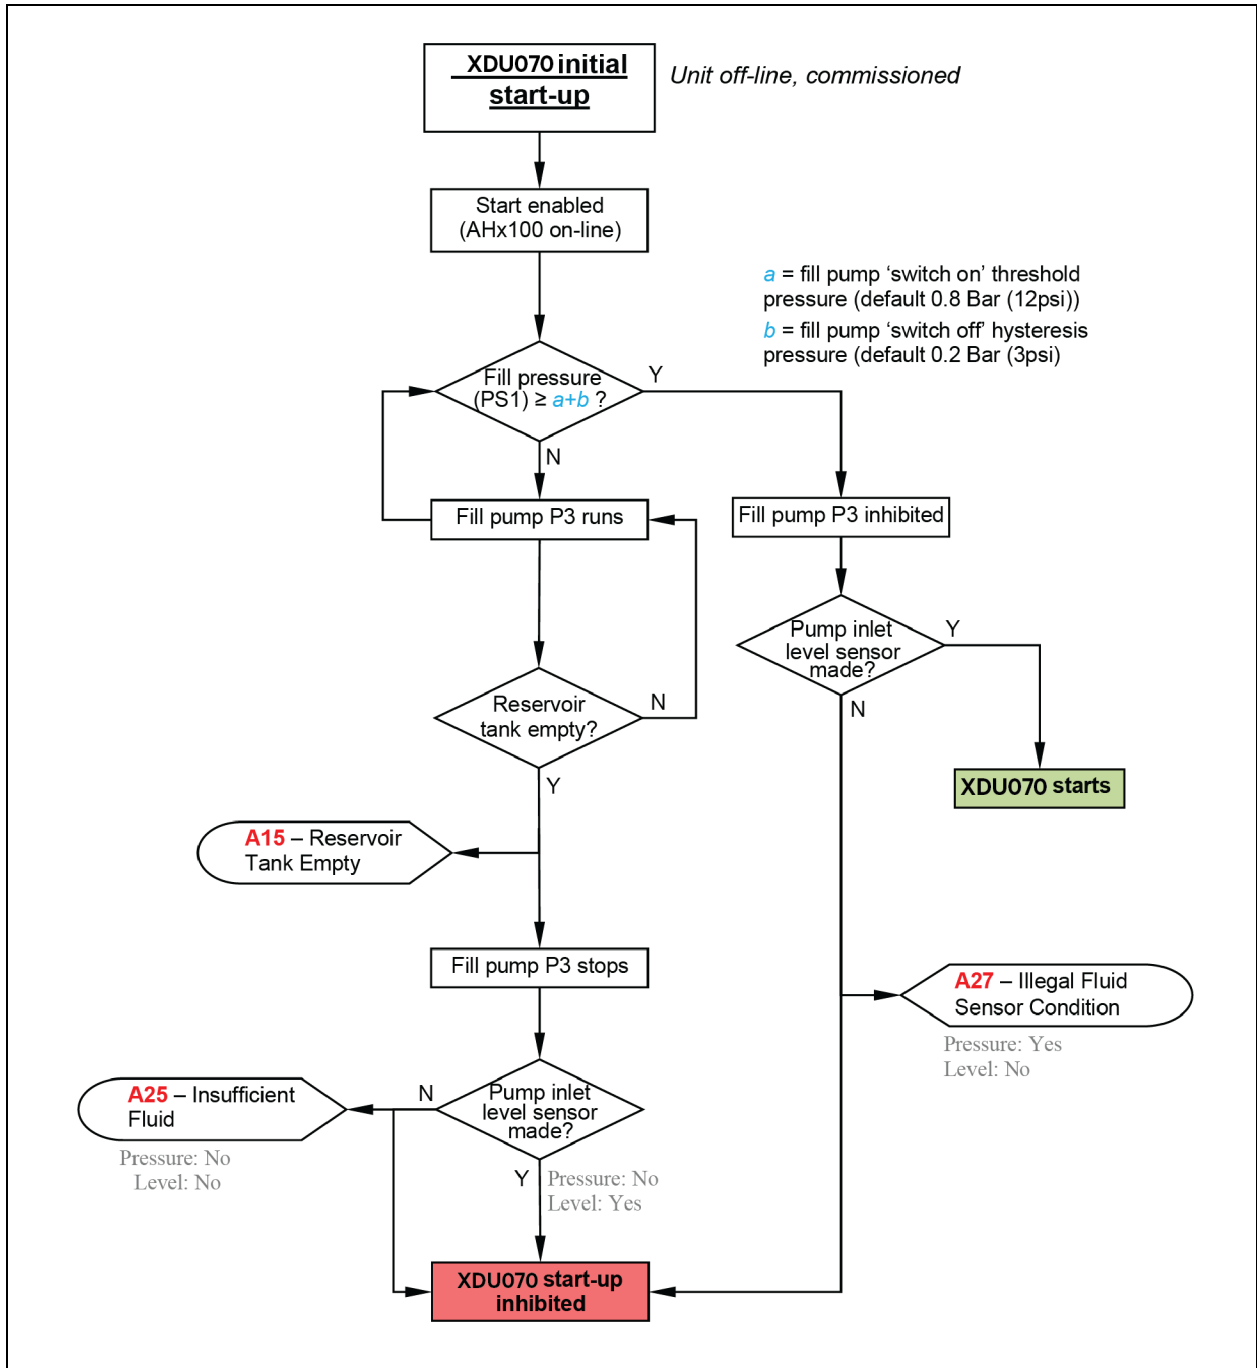 XDU070 initial
start-up
Unit off-line, commissioned
Start enabled
(AHx100 on-line)
a = fill pump ‘switch on’ threshold
pressure (default 0.8 Bar (12psi))
b = fill pump ‘switch off’ hysteresis
pressure (default 0.2 Bar (3psi)
Fill pressure
(PS1) ≥ a+b ?
Y
N
Fill pump P3 runs
Fill pump P3 inhibited
Pump inlet
level sensor
made?
Y
N
Reservoir
tank empty?
N
Y
XDU070 starts
A15 – Reservoir
Tank Empty
Fill pump P3 stops
A27 – Illegal Fluid
Sensor Condition
Pressure: Yes
Level: No
A25 – Insufficient
Fluid
Pressure: No
Level: No
N
Pump inlet
level sensor
made?
Y
Pressure: No
Level: Yes
XDU070 start-up
inhibited